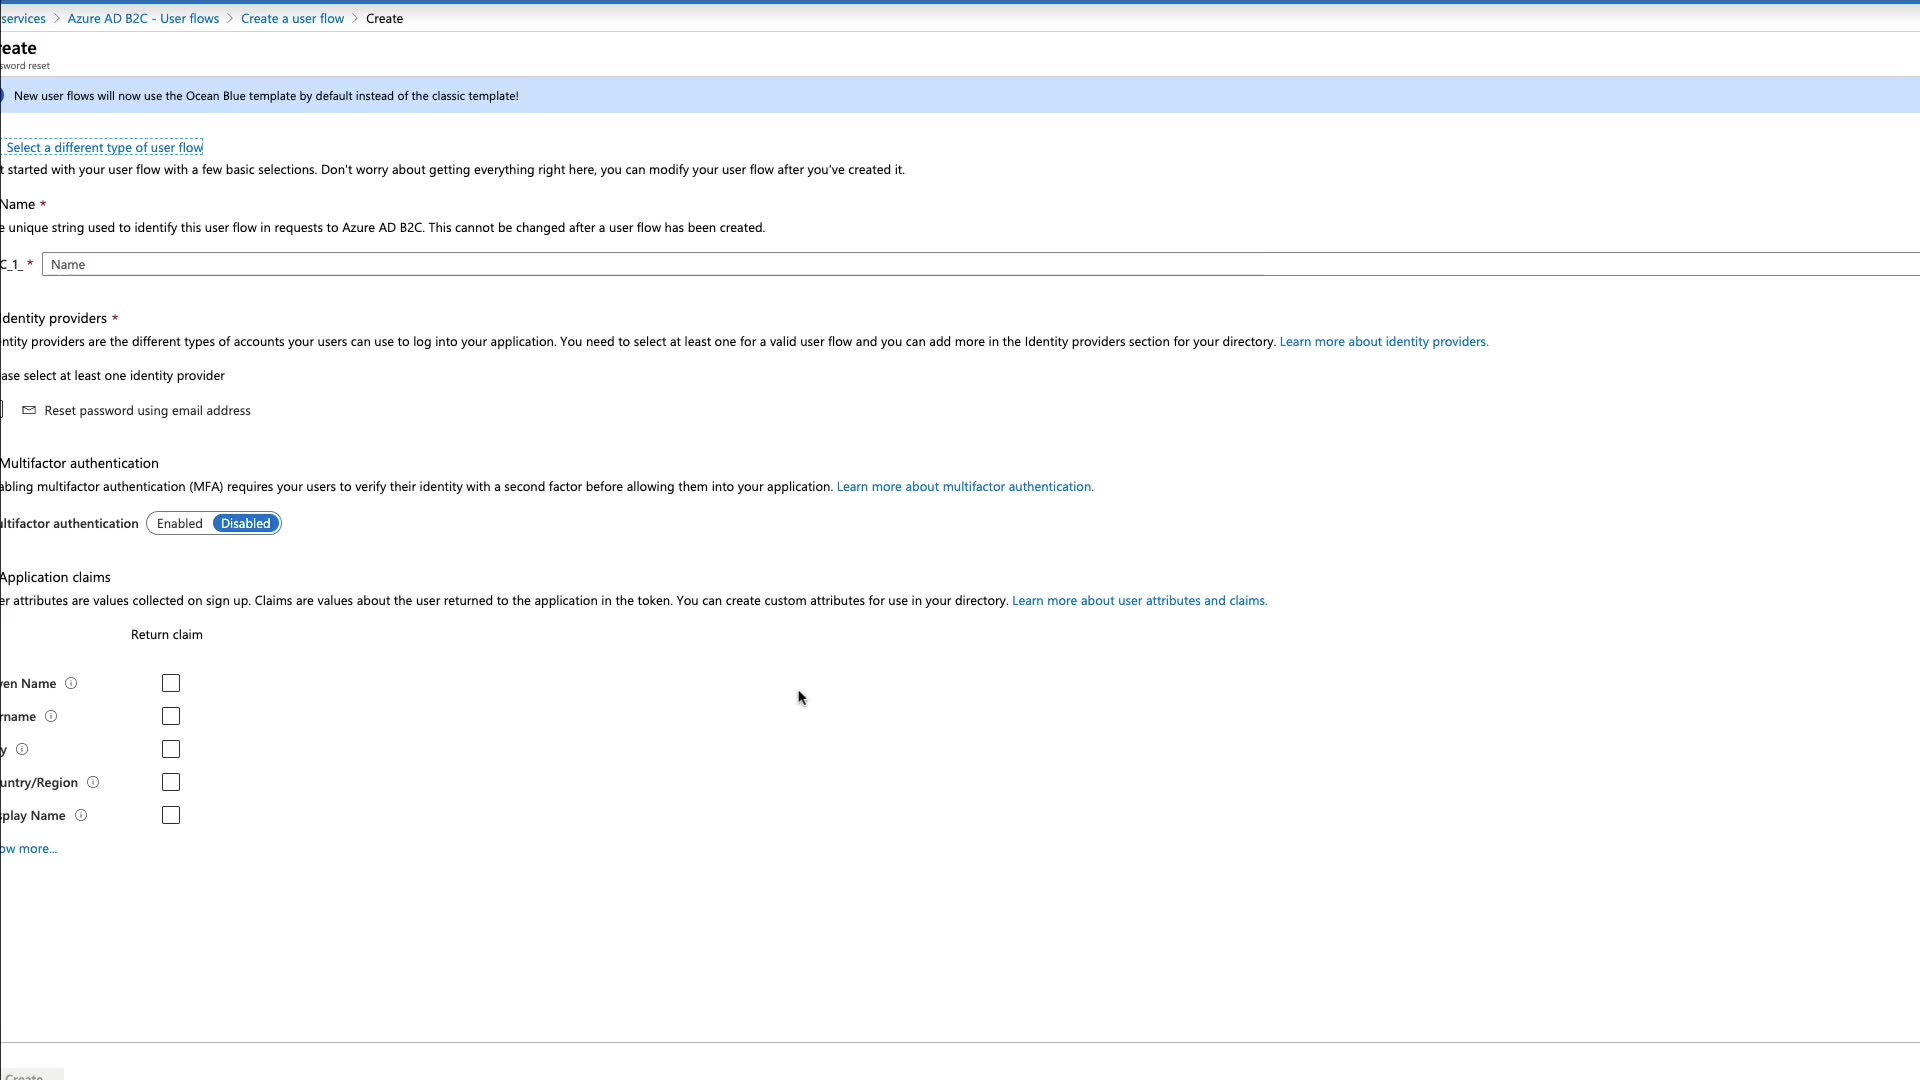 services > Azure AD B2C - User flows > Create a user flow > Create
reate
sword reset
New user flows will now use the Ocean Blue template by default instead of the classic template!
Select a different type of user flow
t started with your user flow with a few basic selections. Don't worry about getting everything right here, you can modify your user flow after you've created it.
Name *
e unique string used to identify this user flow in requests to Azure AD B2C. This cannot be changed after a user flow has been created.
C_1_ * Name
dentity providers *
entity providers are the different types of accounts your users can use to log into your application. You need to select at least one for a valid user flow and you can add more in the Identity providers section for your directory. Learn more about identity providers.
ase select at least one identity provider
Reset password using email address
Multifactor authentication
abling multifactor authentication (MFA) requires your users to verify their identity with a second factor before allowing them into your application. Learn more about multifactor authentication.
ultifactor authentication Enabled Disabled
Application claims
er attributes are values collected on sign up. Claims are values about the user returned to the application in the token. You can create custom attributes for use in your directory. Learn more about user attributes and claims.
Return claim
ven Name
rname
y
untry/Region
splay Name
ow more...
Create